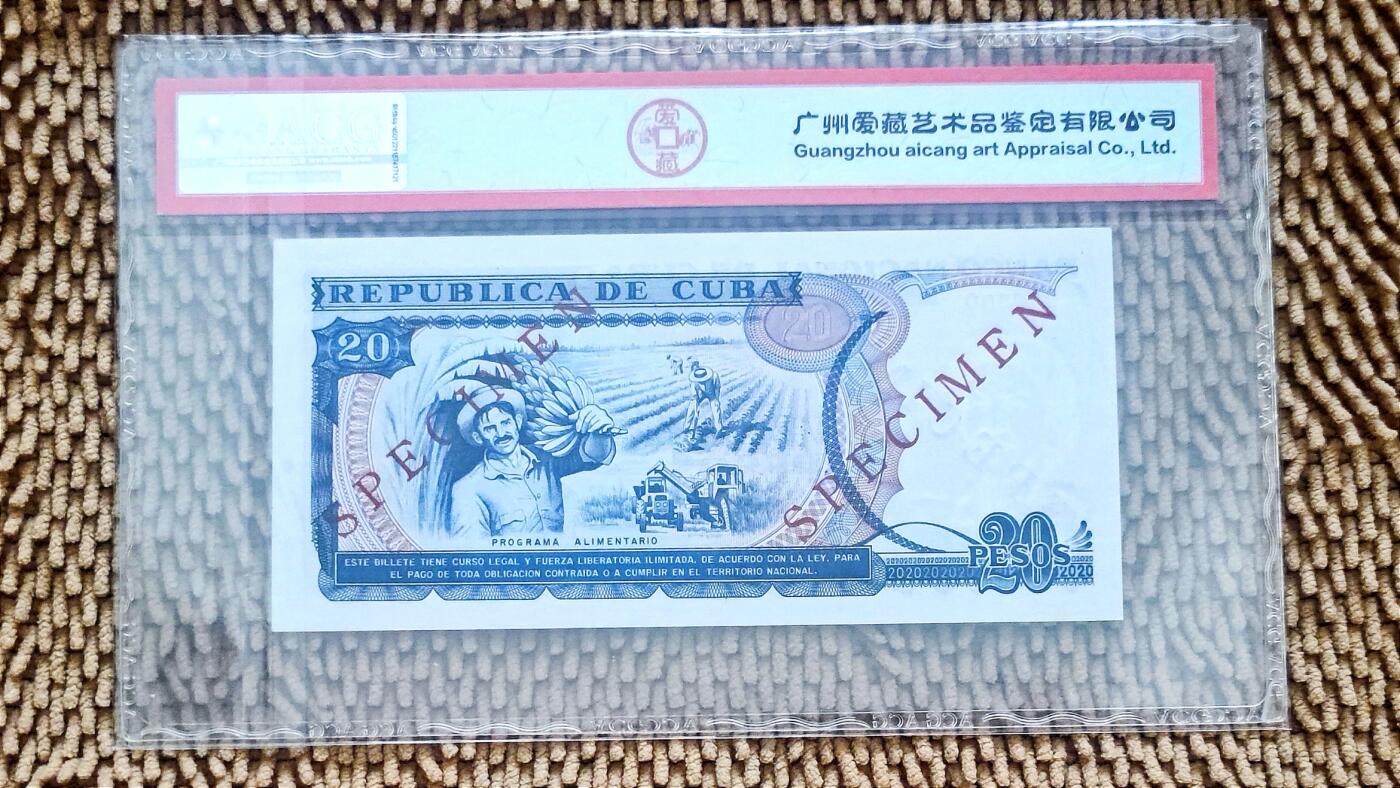 广州爱藏艺术品鉴定有限公司
Guangzhou aicang art Appraisal Co., Ltd.
爱
藏
REPUBLICA DE CUBA
20
20
SPECIMEN
SPECIMEN
PROGRAMA ALIMENTARIO
ESTE BILLETE TIENE CURSO LEGAL Y FUERZA LIBERATORIA ILIMITADA, DE ACUERDO CON LA LEY, PARA
EL PAGO DE TODA OBLIGACION CONTRAIDA O A CUMPLIR EN EL TERRITORIO NACIONAL.
20
PESOS